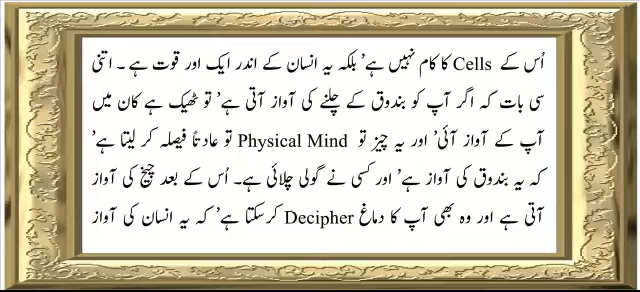 اُس کے Cells کا کام نہیں ہے’ بلکہ یہ انسان کے اندر ایک اور قوت ہے ۔ اتنی
سی بات کہ اگر آپ کو بندوق کے چلنے کی آواز آتی ہے’ تو ٹھیک ہے کان میں
آپ کے آواز آئی’ اور یہ چیز تو Physical Mind تو عادتاً فیصلہ کر لیتا ہے’
کہ یہ بندوق کی آواز ہے’ اور کسی نے گولی چلائی ہے۔ اُس کے بعد چیخ کی آواز
آتی ہے اور وہ بھی آپ کا دماغ Decipher کرسکتا ہے’ کہ یہ انسان کی آواز